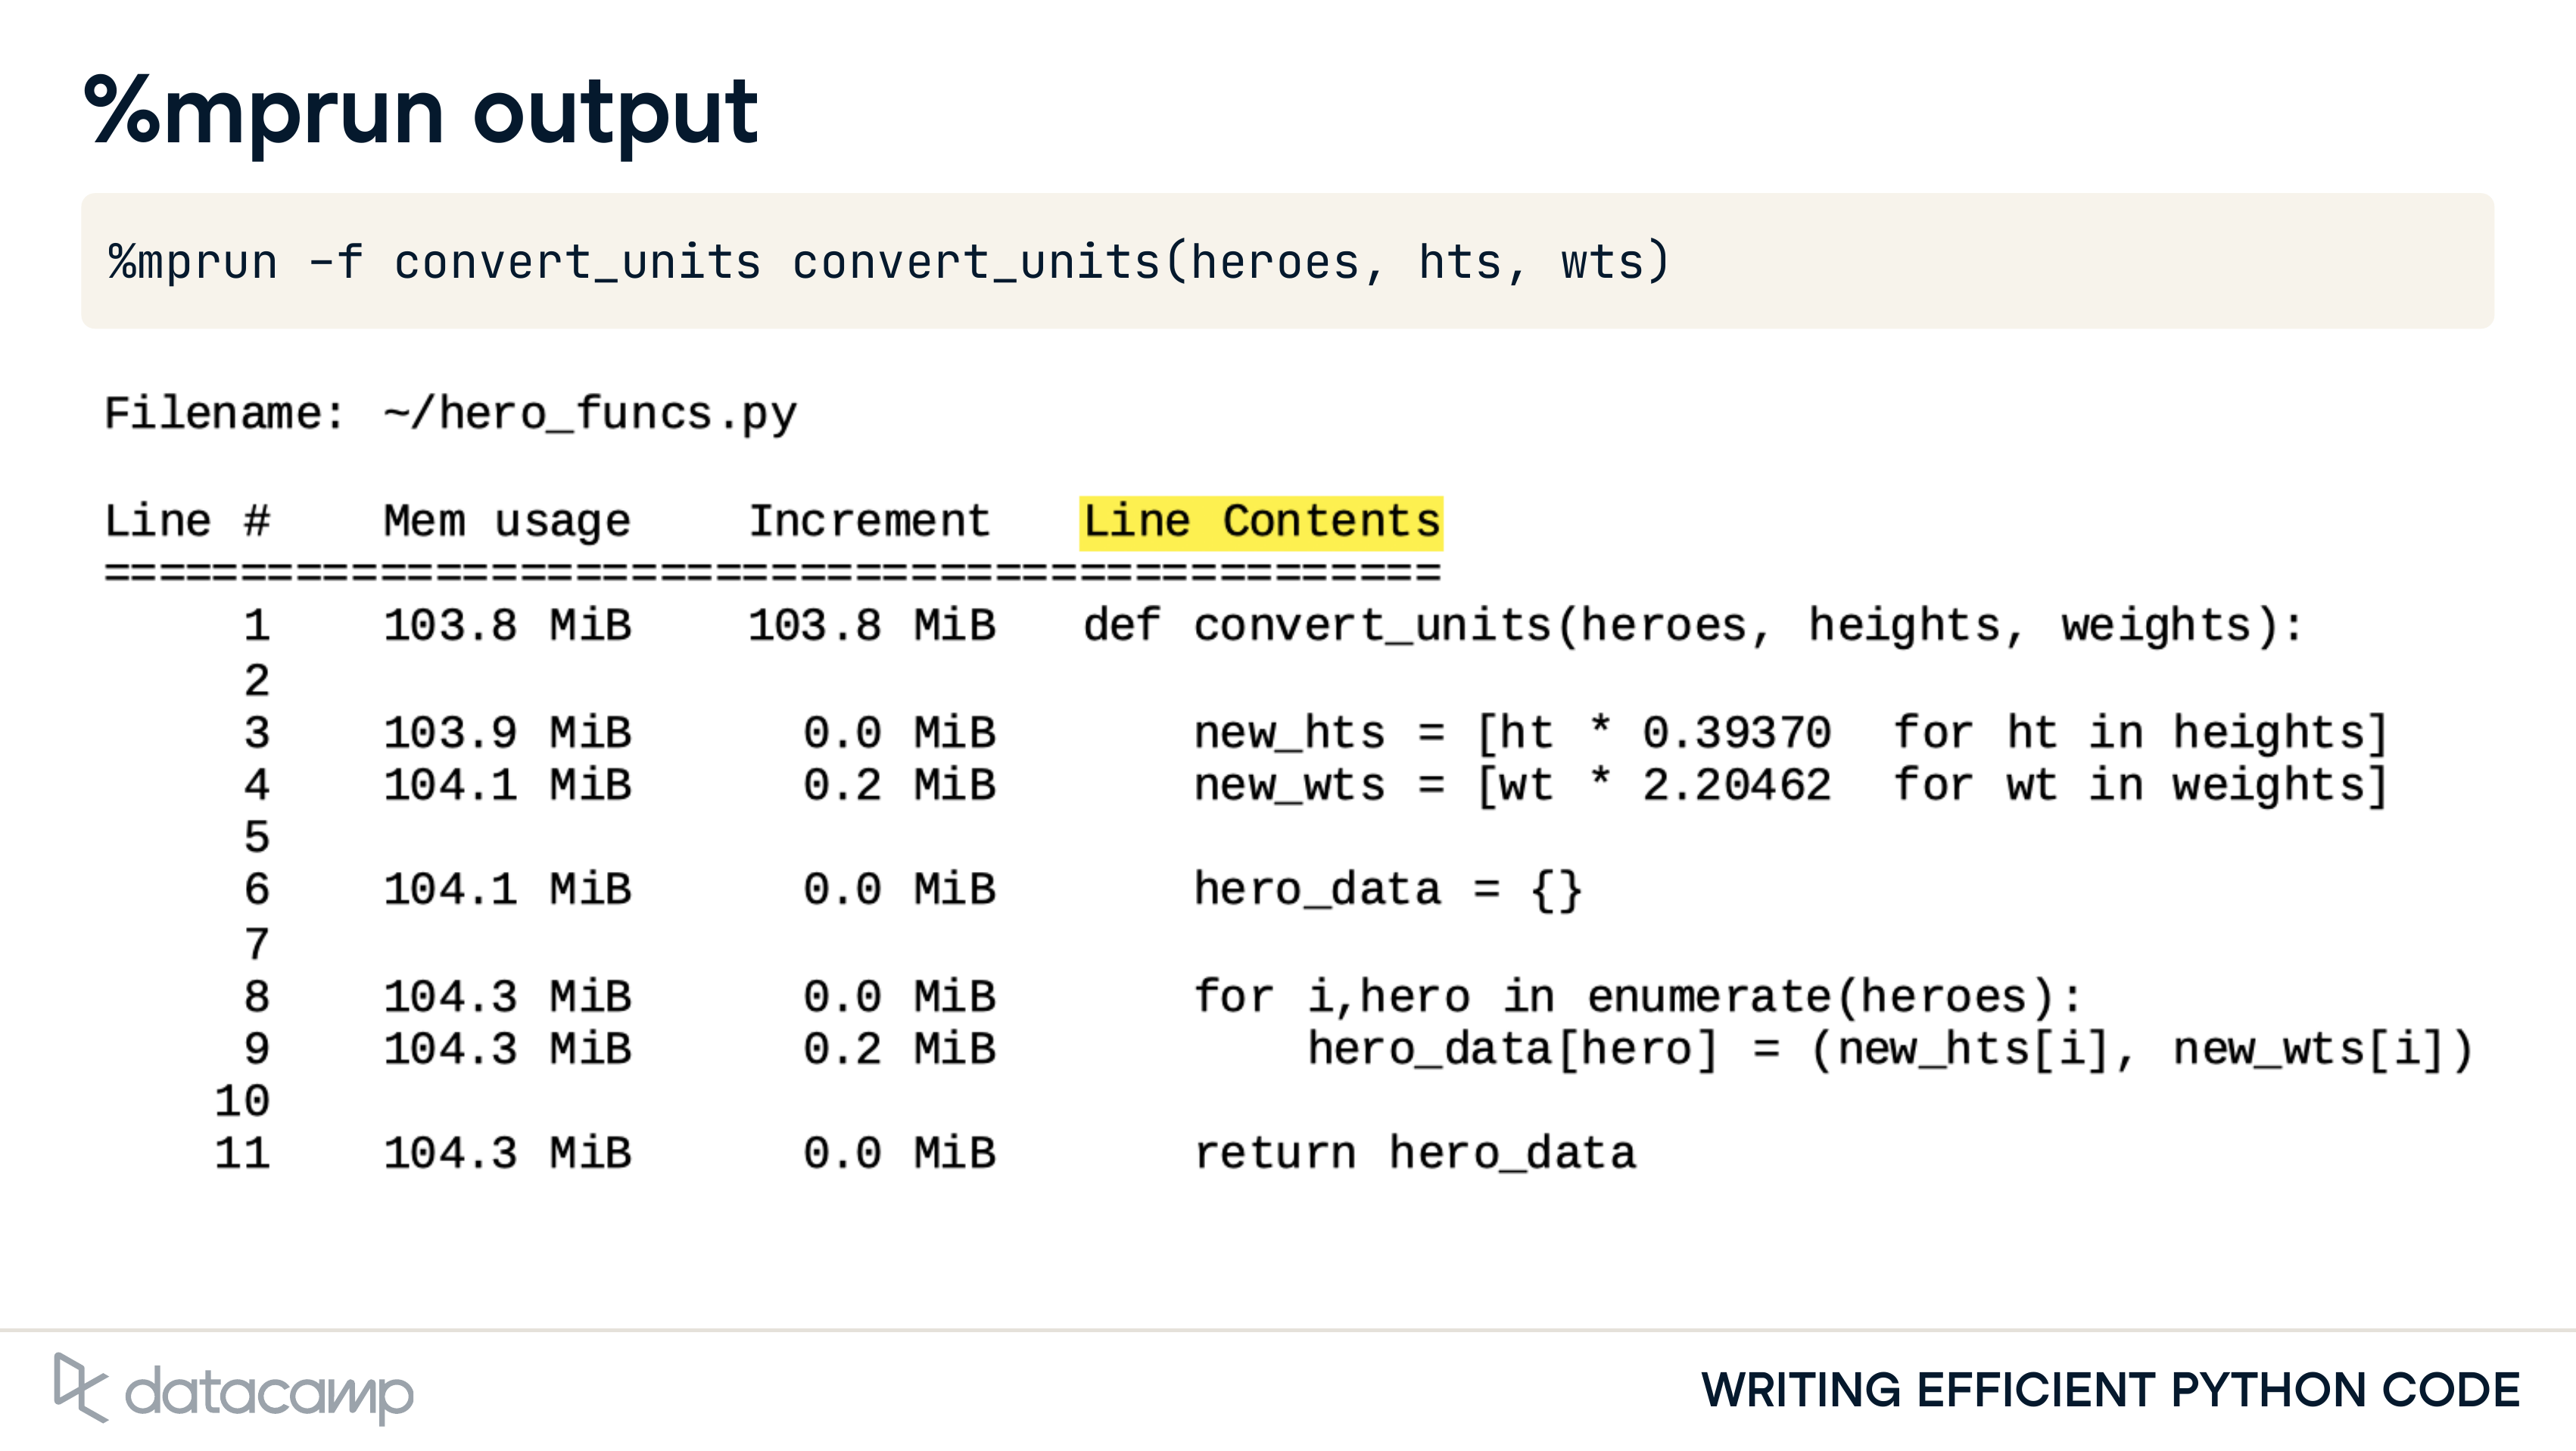 %mprun output
%mprun -f convert_units convert_units(heroes, hts, wts)
Filename: ~/hero_funcs.py
Line #    Mem usage    Increment   Line Contents
================================================
     1    103.8 MiB    103.8 MiB   def convert_units(heroes, heights, weights):
     2
     3    103.9 MiB      0.0 MiB       new_hts = [ht * 0.39370  for ht in heights]
     4    104.1 MiB      0.2 MiB       new_wts = [wt * 2.20462  for wt in weights]
     5
     6    104.1 MiB      0.0 MiB       hero_data = {}
     7
     8    104.3 MiB      0.0 MiB       for i,hero in enumerate(heroes):
     9    104.3 MiB      0.2 MiB           hero_data[hero] = (new_hts[i], new_wts[i])
    10
    11    104.3 MiB      0.0 MiB       return hero_data
datacamp
WRITING EFFICIENT PYTHON CODE